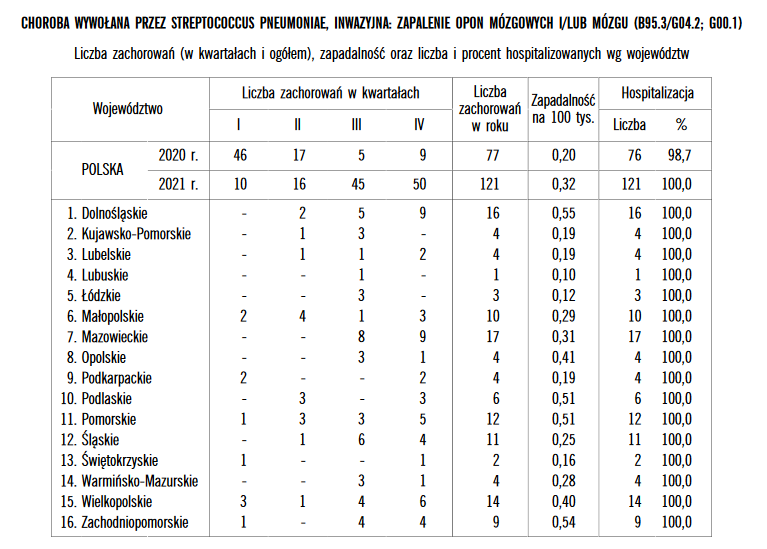 CHOROBA WYWOŁANA PRZEZ STREPTOCOCCUS PNEUMONIAE, INWAZYJNA: ZAPALENIE OPON MÓZGOWYCH I/LUB MÓZGU (B95.3/G04.2; G00.1)
Liczba zachorowań (w kwartałach i ogółem), zapadalność oraz liczba i procent hospitalizowanych wg województw
Województwo Liczba zachorowań w kwartałach Liczba zachorowań w roku Zapadalność na 100 tys. Hospitalizacja
I II III IV Liczba %
POLSKA 2020 r. 46 17 5 9 77 0,20 76 98,7
2021 r. 10 16 45 50 121 0,32 121 100,0
1. Dolnośląskie - 2 5 9 16 0,55 16 100,0
2. Kujawsko-Pomorskie - 1 3 - 4 0,19 4 100,0
3. Lubelskie - 1 1 2 4 0,19 4 100,0
4. Lubuskie - - 1 - 1 0,10 1 100,0
5. Łódzkie - - 3 - 3 0,12 3 100,0
6. Małopolskie 2 4 1 3 10 0,29 10 100,0
7. Mazowieckie - - 8 9 17 0,31 17 100,0
8. Opolskie - - 3 1 4 0,41 4 100,0
9. Podkarpackie 2 - - 2 4 0,19 4 100,0
10. Podlaskie - 3 - 3 6 0,51 6 100,0
11. Pomorskie 1 3 3 5 12 0,51 12 100,0
12. Śląskie - 1 6 4 11 0,25 11 100,0
13. Świętokrzyskie 1 - - 1 2 0,16 2 100,0
14. Warmińsko-Mazurskie - - 3 1 4 0,28 4 100,0
15. Wielkopolskie 3 1 4 6 14 0,40 14 100,0
16. Zachodniopomorskie 1 - 4 4 9 0,54 9 100,0